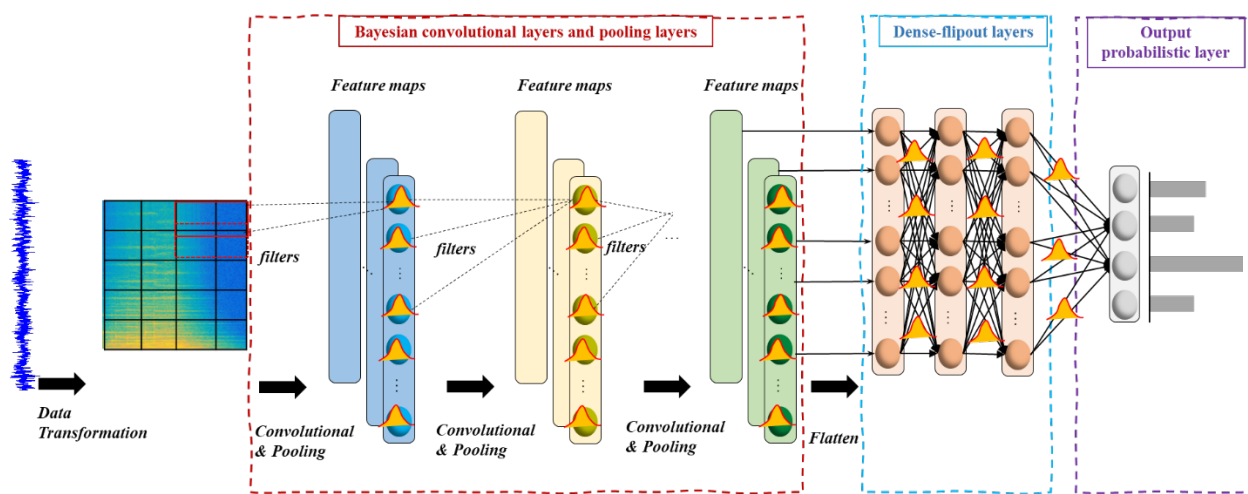 Bayesian convolutional layers and pooling layers
Dense-flipout layers
Output
probabilistic layer
Feature maps
Feature maps
Feature maps
filters
filters
filters
Data
Transformation
Convolutional
& Pooling
Convolutional
& Pooling
Convolutional
& Pooling
Flatten